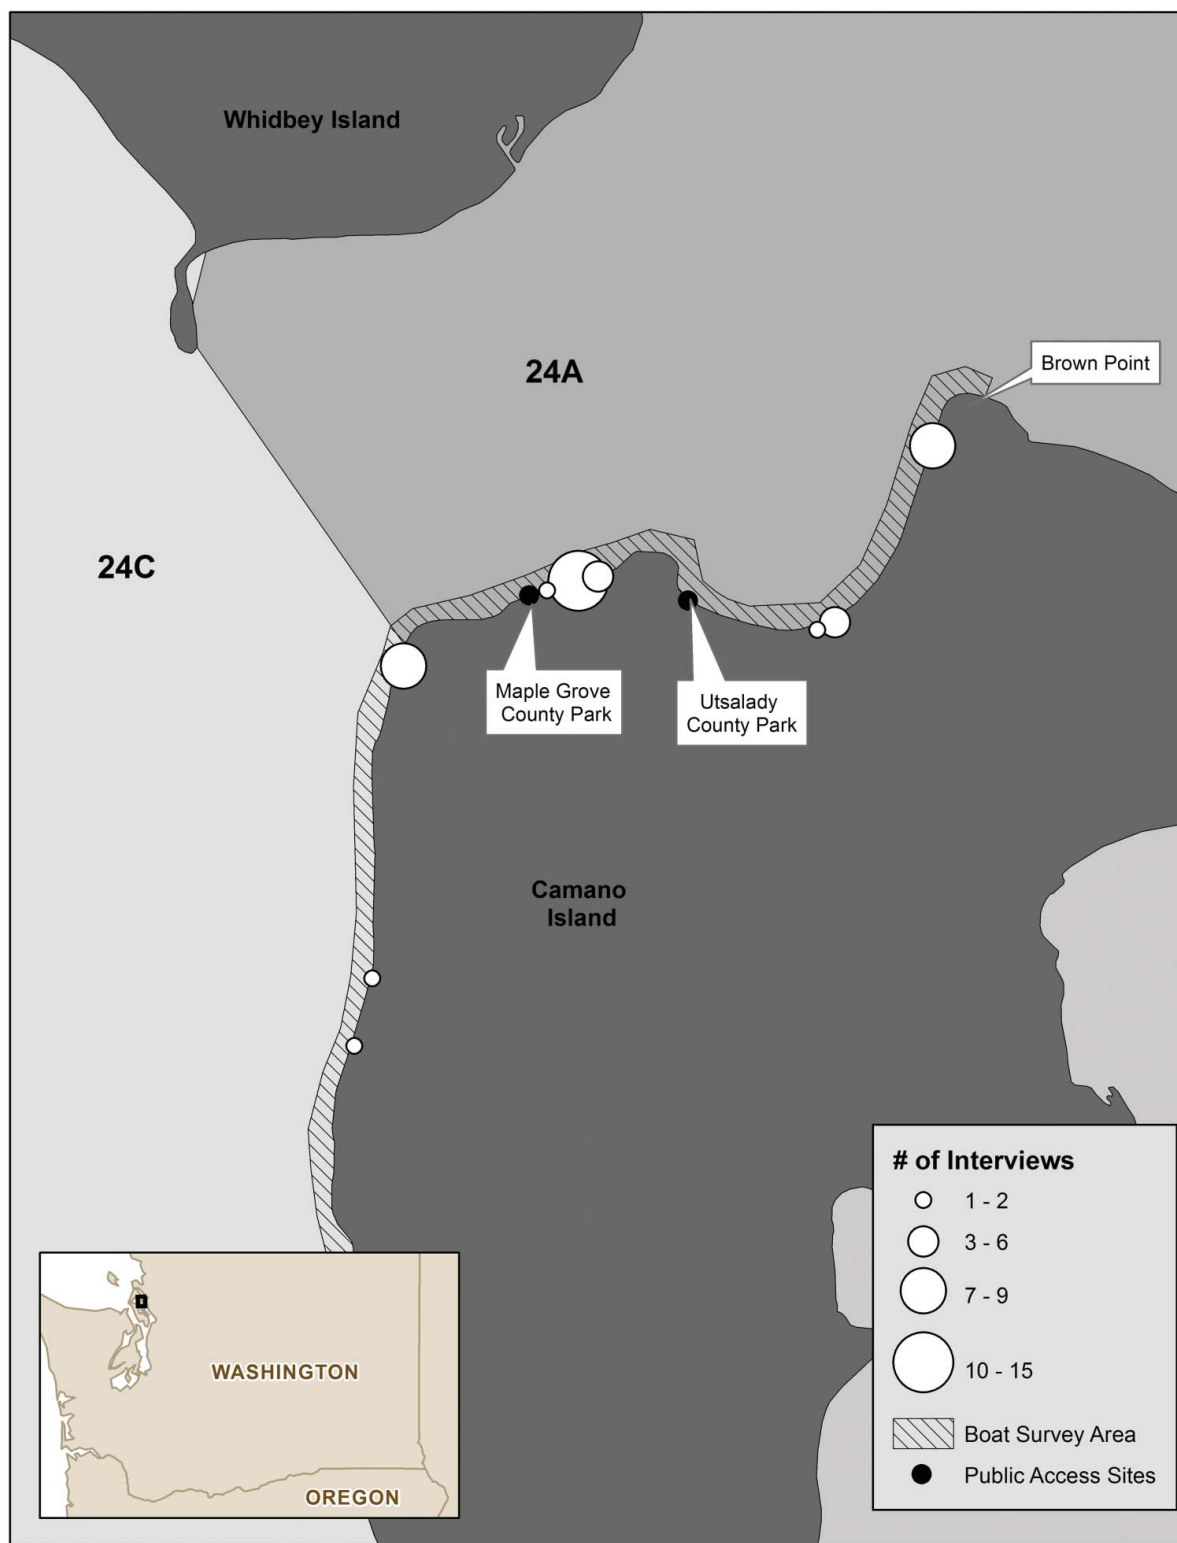 Whidbey Island
24A
Brown Point
24C
Maple Grove
County Park
Utsalady
County Park
Camano
Island
# of Interviews
1 - 2
3 - 6
7 - 9
10 - 15
Boat Survey Area
Public Access Sites
WASHINGTON
OREGON